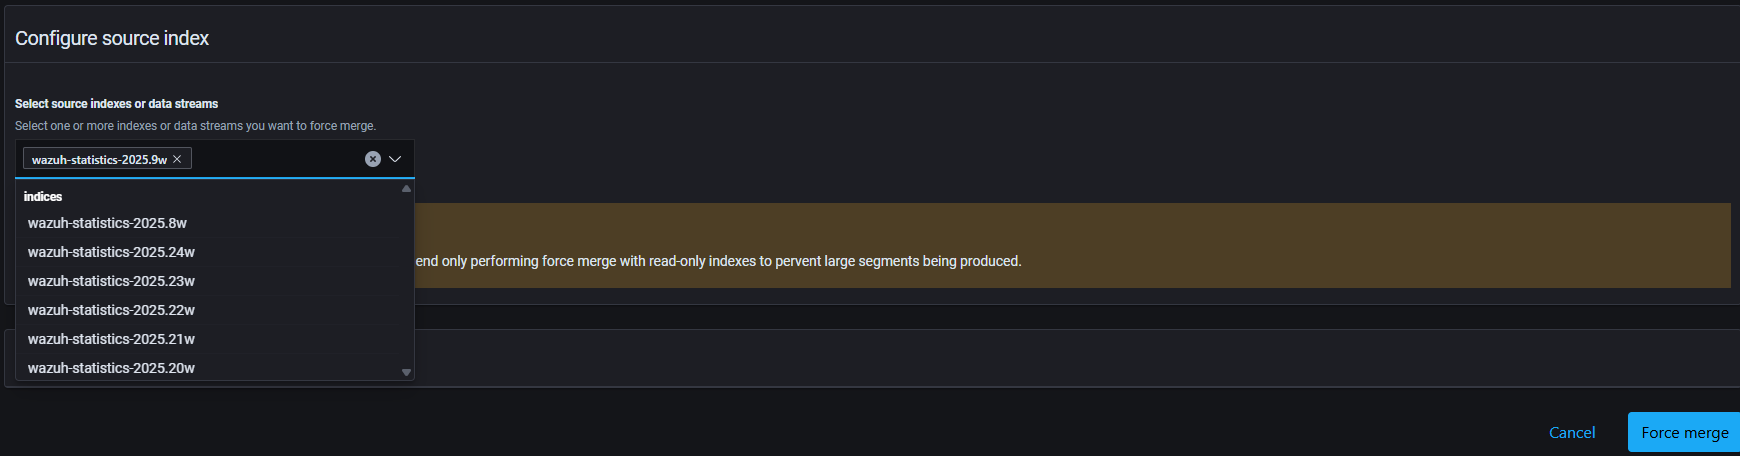 Configure source index
Select source indexes or data streams
Select one or more indexes or data streams you want to force merge.
wazuh-statistics-2025.9w
indices
wazuh-statistics-2025.8w
wazuh-statistics-2025.24w
end only performing force merge with read-only indexes to pervent large segments being produced.
wazuh-statistics-2025.23w
wazuh-statistics-2025.22w
wazuh-statistics-2025.21w
wazuh-statistics-2025.20w
Cancel
Force merge